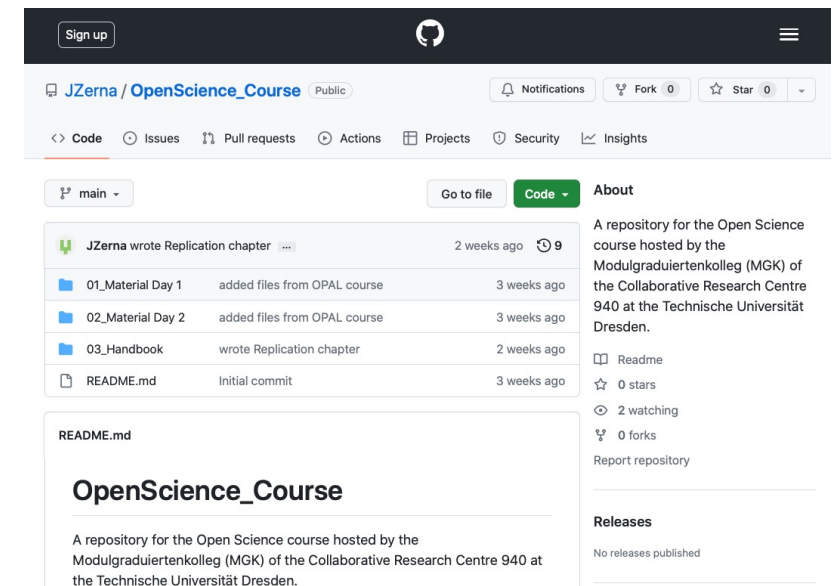 Sign up
JZerna / OpenScience_Course Public
Notifications
Fork 0
Star 0
Code
Issues
Pull requests
Actions
Projects
Security
Insights
main
Go to file
Code
JZerna wrote Replication chapter ...
2 weeks ago
9
01_Material Day 1
added files from OPAL course
3 weeks ago
02_Material Day 2
added files from OPAL course
3 weeks ago
03_Handbook
wrote Replication chapter
2 weeks ago
README.md
Initial commit
3 weeks ago
README.md
OpenScience_Course
A repository for the Open Science course hosted by the
Modulgraduiertenkolleg (MGK) of the Collaborative Research Centre 940 at
the Technische Universität Dresden.
About
A repository for the Open Science
course hosted by the
Modulgraduiertenkolleg (MGK) of
the Collaborative Research Centre
940 at the Technische Universität
Dresden.
Readme
0 stars
2 watching
0 forks
Report repository
Releases
No releases published